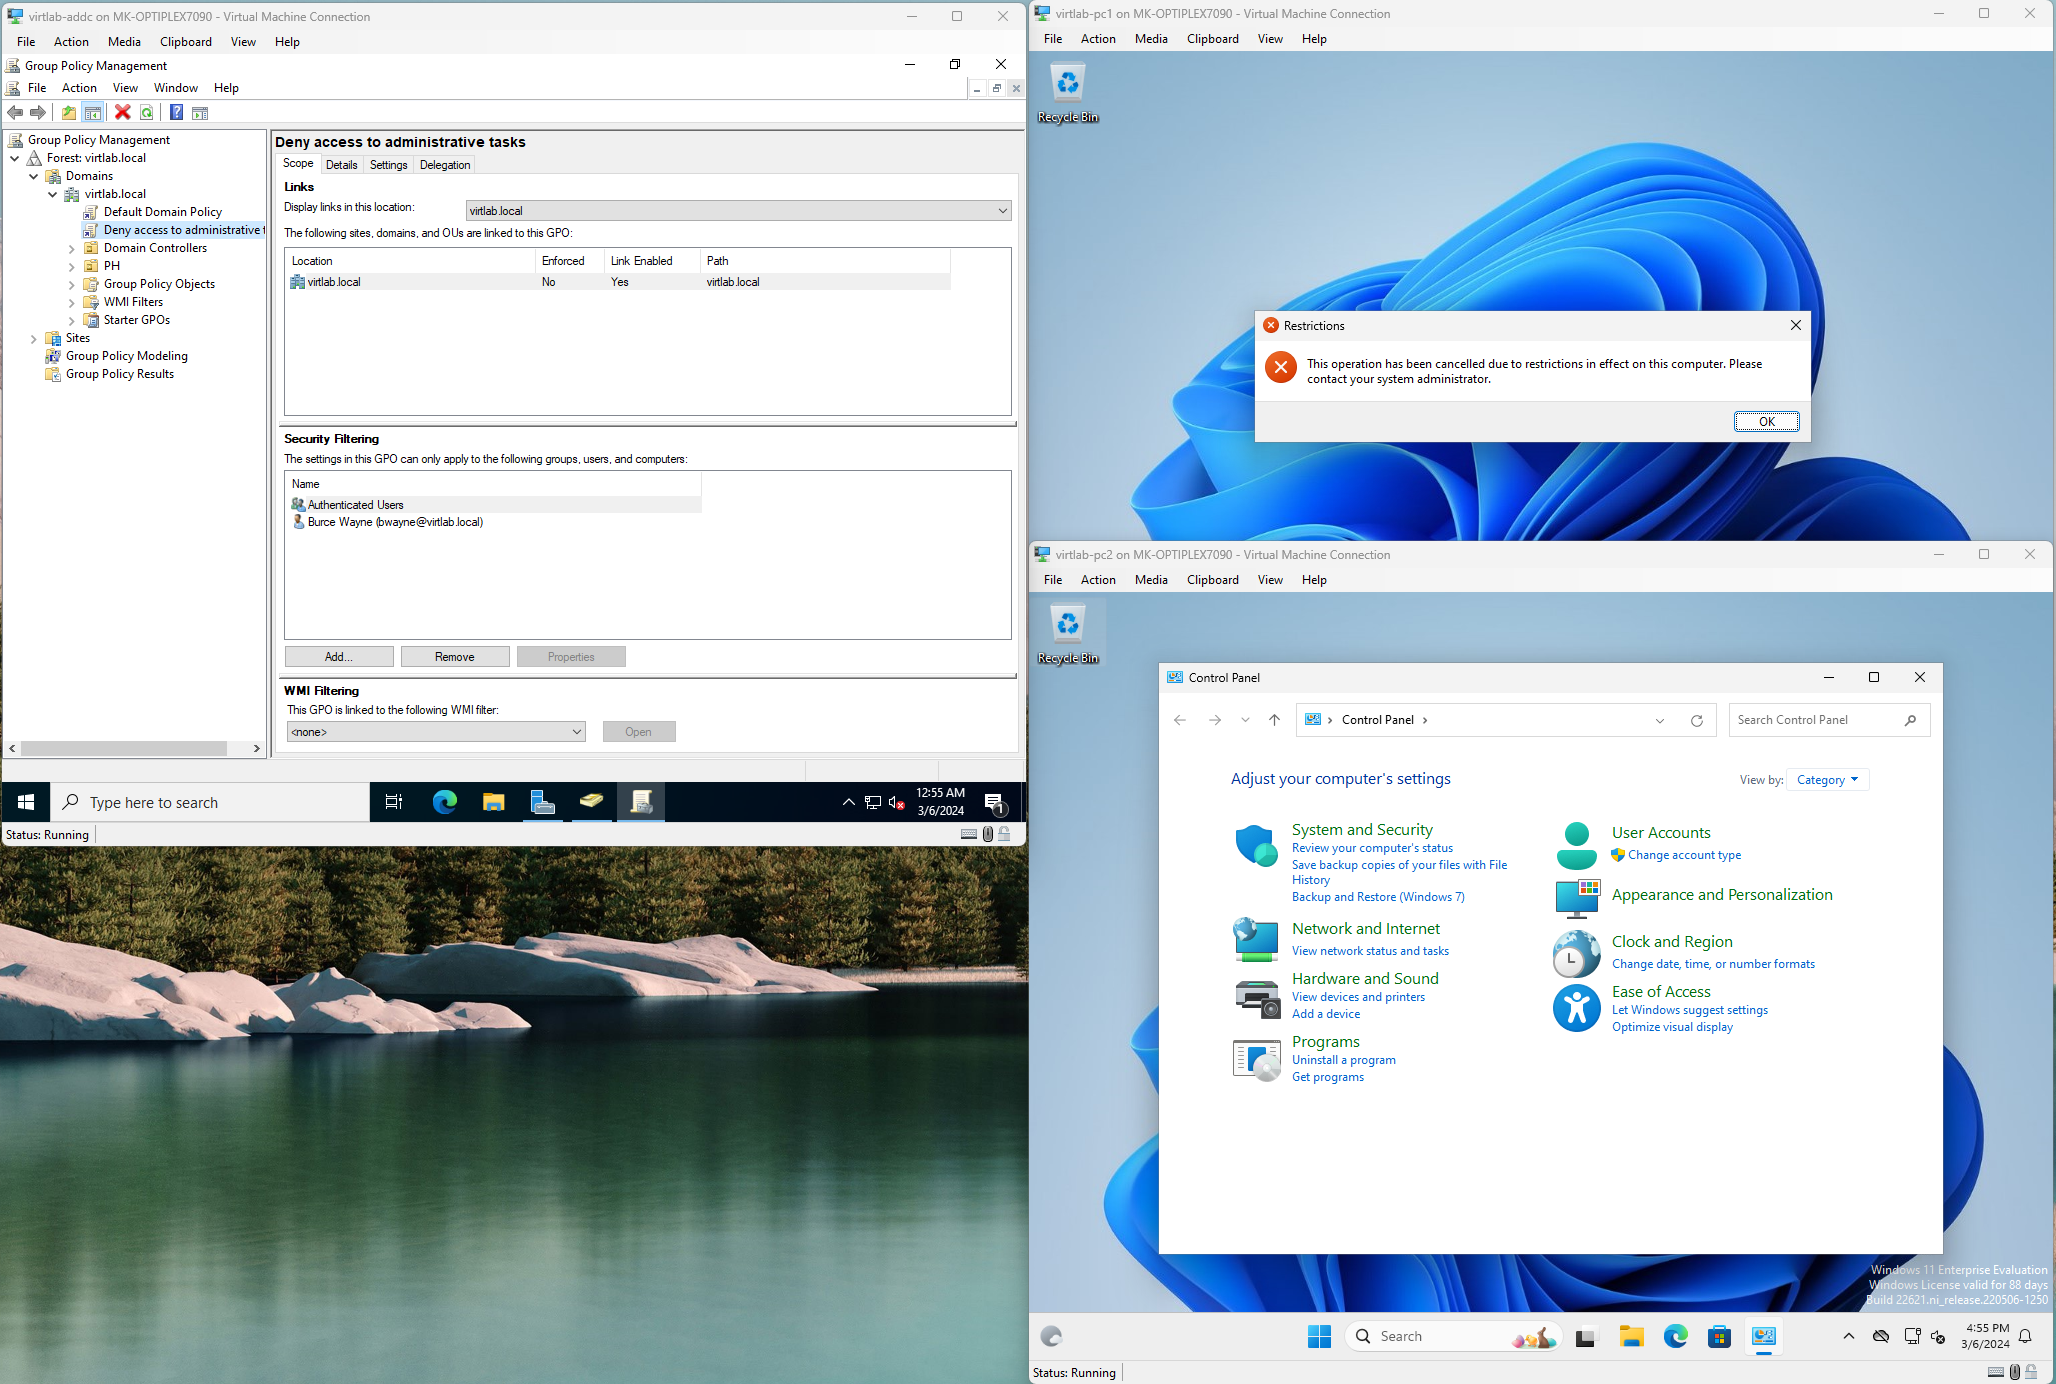 virtlab-addc on MK-OPTIPLEX7090 - Virtual Machine Connection
File Action Media Clipboard View Help
Group Policy Management
File Action View Window Help
Group Policy Management
Forest: virtlab.local
Domains
virtlab.local
Default Domain Policy
Deny access to administrative t
Domain Controllers
PH
Group Policy Objects
WMI Filters
Starter GPOs
Sites
Group Policy Modeling
Group Policy Results
Deny access to administrative tasks
Scope Details Settings Delegation
Links
Display links in this location: virtlab.local
The following sites, domains, and OUs are linked to this GPO:
Location Enforced Link Enabled Path
virtlab.local No Yes virtlab.local
Security Filtering
The settings in this GPO can only apply to the following groups, users, and computers:
Name
Authenticated Users
Burce Wayne (bwayne@virtlab.local)
Add... Remove Properties
WMI Filtering
This GPO is linked to the following WMI filter:
<none> Open
Type here to search
12:55 AM
3/6/2024
1
Status: Running
virtlab-pc1 on MK-OPTIPLEX7090 - Virtual Machine Connection
File Action Media Clipboard View Help
Recycle Bin
Restrictions
This operation has been cancelled due to restrictions in effect on this computer. Please
contact your system administrator.
OK
virtlab-pc2 on MK-OPTIPLEX7090 - Virtual Machine Connection
File Action Media Clipboard View Help
Recycle Bin
Control Panel
Control Panel
Search Control Panel
Adjust your computer's settings
View by: Category
System and Security
Review your computer's status
Save backup copies of your files with File
History
Backup and Restore (Windows 7)
Network and Internet
View network status and tasks
Hardware and Sound
View devices and printers
Add a device
Programs
Uninstall a program
Get programs
User Accounts
Change account type
Appearance and Personalization
Clock and Region
Change date, time, or number formats
Ease of Access
Let Windows suggest settings
Optimize visual display
Windows 11 Enterprise Evaluation
Windows License valid for 88 days
Build 22621.ni_release.220506-1250
Search
4:55 PM
3/6/2024
Status: Running